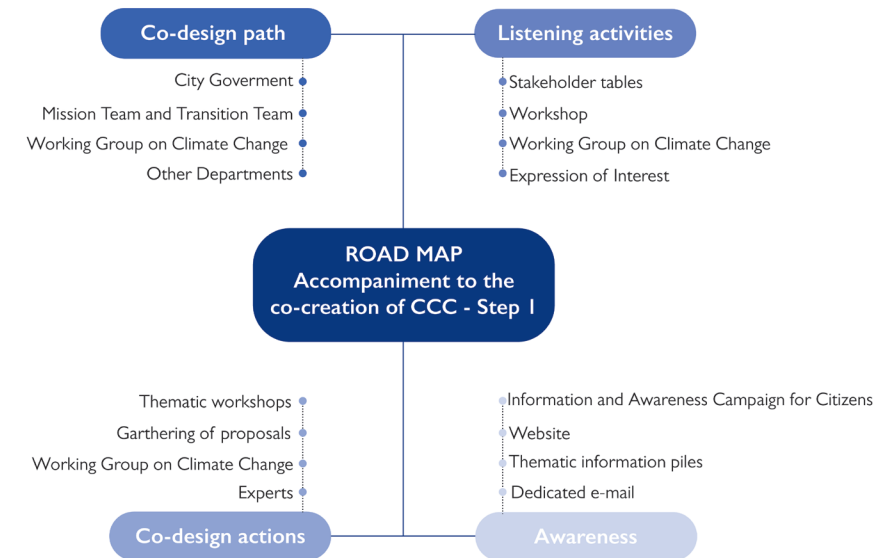 Co-design path
City Goverment
Mission Team and Transition Team
Working Group on Climate Change
Other Departments
Listening activities
Stakeholder tables
Workshop
Working Group on Climate Change
Expression of Interest
ROAD MAP
Accompaniment to the
co-creation of CCC - Step 1
Thematic workshops
Garthering of proposals
Working Group on Climate Change
Experts
Co-design actions
Information and Awareness Campaign for Citizens
Website
Thematic information piles
Dedicated e-mail
Awareness